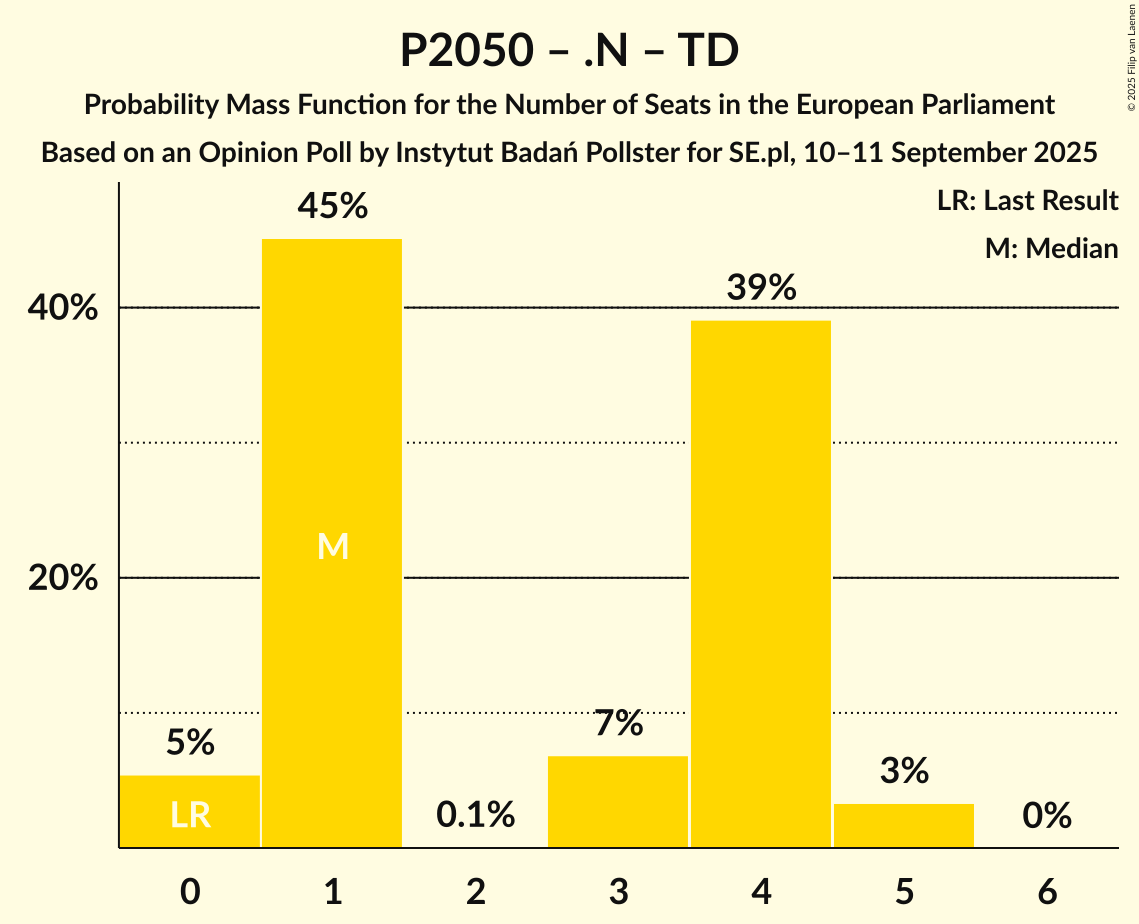 P2050 – .N – TD
Probability Mass Function for the Number of Seats in the European Parliament
Based on an Opinion Poll by Instytut Badań Pollster for SE.pl, 10–11 September 2025
© 2025 Filip van Laenen
LR: Last Result
M: Median
45%
39%
40%
M
20%
7%
5%
3%
LR
0.1%
0%
0 1 2 3 4 5 6